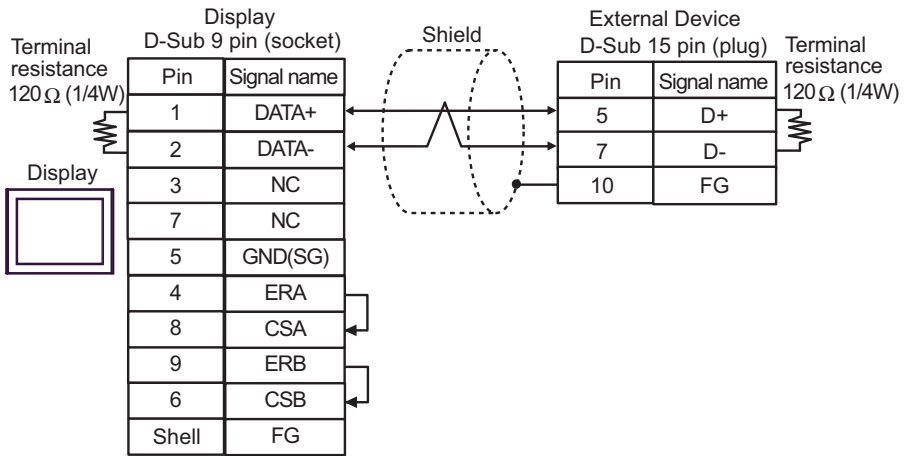 Display
D-Sub 9 pin (socket)
Terminal
resistance
120 Ω (1/4W)
Pin Signal name
1 DATA+
2 DATA-
3 NC
7 NC
5 GND(SG)
4 ERA
8 CSA
9 ERB
6 CSB
Shell FG
Display
Shield
External Device
D-Sub 15 pin (plug)
Pin Signal name
5 D+
7 D-
10 FG
Terminal
resistance
120 Ω (1/4W)